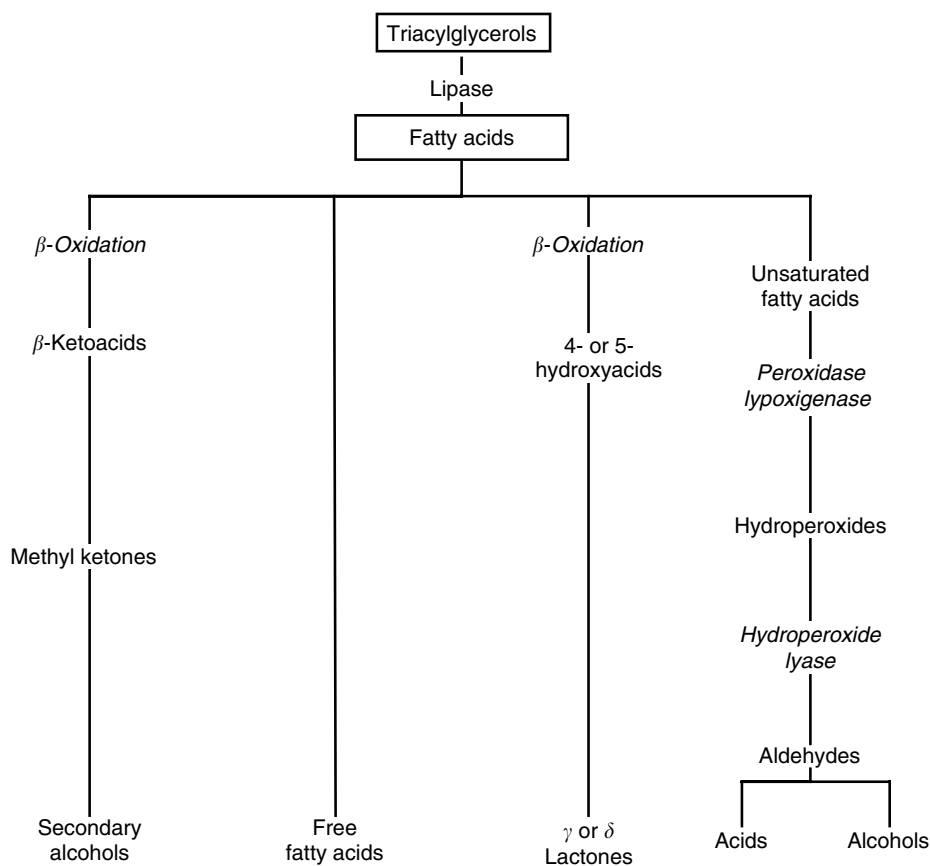 Triacylglycerols
Lipase
Fatty acids
β-Oxidation
β-Ketoacids
Methyl ketones
Secondary
alcohols
Free
fatty acids
β-Oxidation
4- or 5-
hydroxyacids
γ or δ
Lactones
Unsaturated
fatty acids
Peroxidase
lypoxigenase
Hydroperoxides
Hydroperoxide
lyase
Aldehydes
Acids
Alcohols